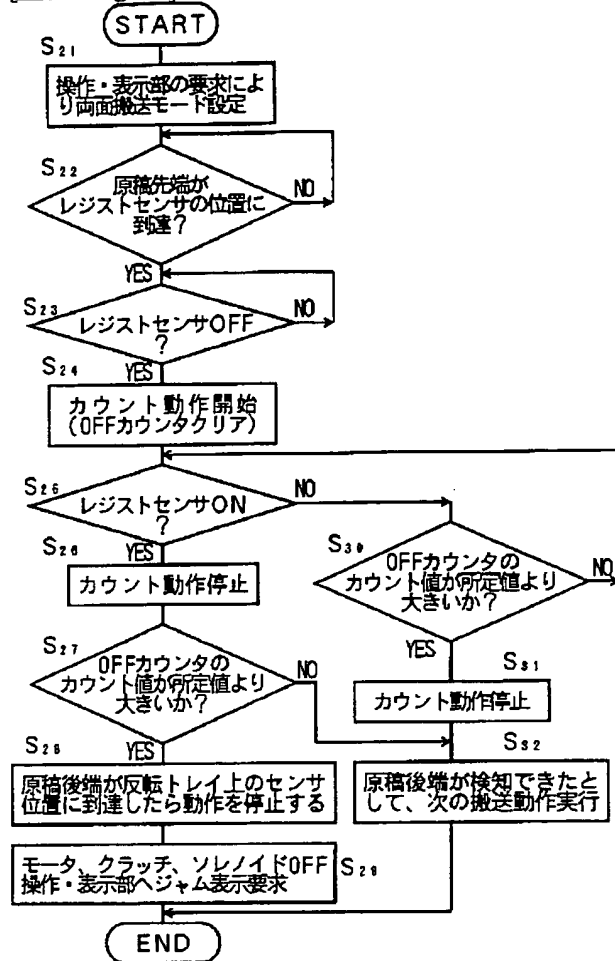 START
S21
操作・表示部の要求によ
り両面搬送モード設定
S22
原稿先端が
レジストセンサの位置に
到達?
NO
YES
S23
レジストセンサOFF
?
NO
YES
S24
カウント動作開始
(OFFカウンタクリア)
S25
レジストセンサON
?
NO
YES
S26
カウント動作停止
S30
OFFカウンタの
カウント値が所定値より
大きいか?
NO
YES
S27
OFFカウンタの
カウント値が所定値より
大きいか?
NO
YES
S31
カウント動作停止
S28
原稿後端が反転トレイ上のセンサ
位置に到達したら動作を停止する
S32
原稿後端が検知できたと
して、次の搬送動作実行
モータ、クラッチ、ソレノイドOFF
操作・表示部へジャム表示要求
S29
END